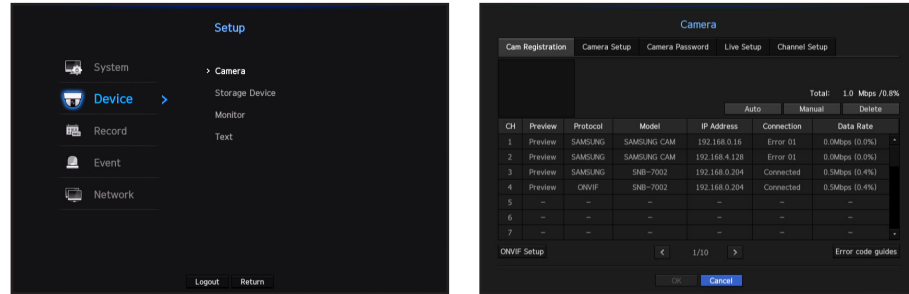 Setup
System
Device >
Record
Event
Network
> Camera
Storage Device
Monitor
Text
Logout Return
Camera
Cam Registration Camera Setup Camera Password Live Setup Channel Setup
Total: 1.0 Mbps /0.8%
Auto Manual Delete
CH Preview Protocol Model IP Address Connection Data Rate
1 Preview SAMSUNG SAMSUNG CAM 192.168.0.16 Error 01 0.0Mbps (0.0%)
2 Preview SAMSUNG SAMSUNG CAM 192.168.4.128 Error 01 0.0Mbps (0.0%)
3 Preview SAMSUNG SNB-7002 192.168.0.204 Connected 0.5Mbps (0.4%)
4 Preview ONVIF SNB-7002 192.168.0.204 Connected 0.5Mbps (0.4%)
5 - - - - - -
6 - - - - - -
7 - - - - - -
ONVIF Setup < 1/10 > Error code guides
OK Cancel